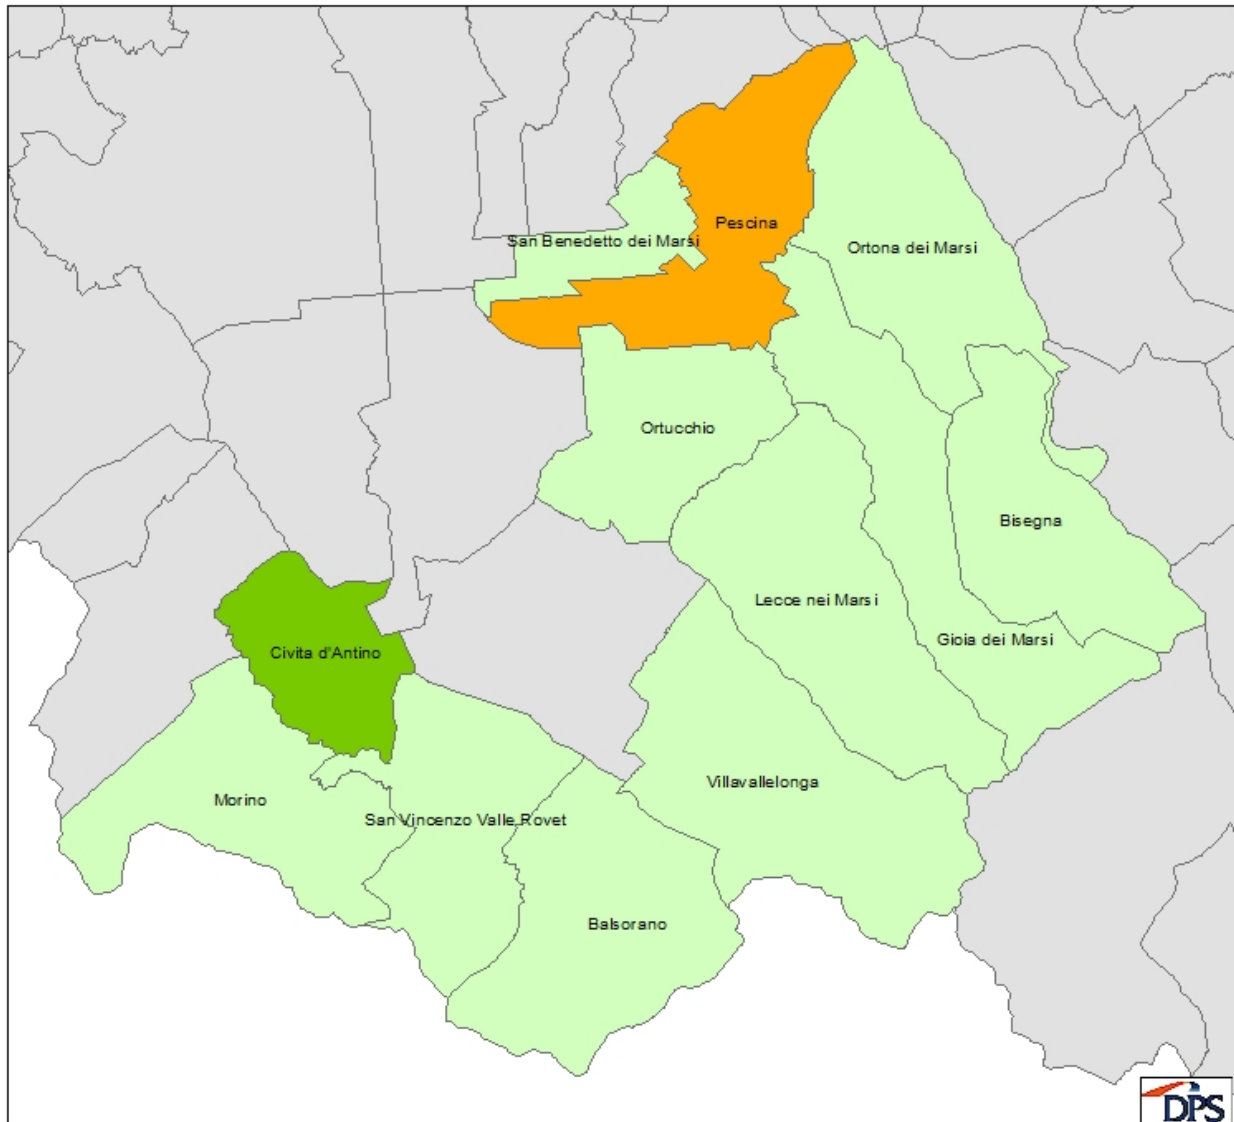 Pescina
San Benedetto dei Marsi
Ortona dei Marsi
Ortucchio
Bisegna
Lecce nei Marsi
Gioia dei Marsi
Civita d'Antino
Villavallelonga
Morino
San Vincenzo Valle Rovet
Balsorano
DPS